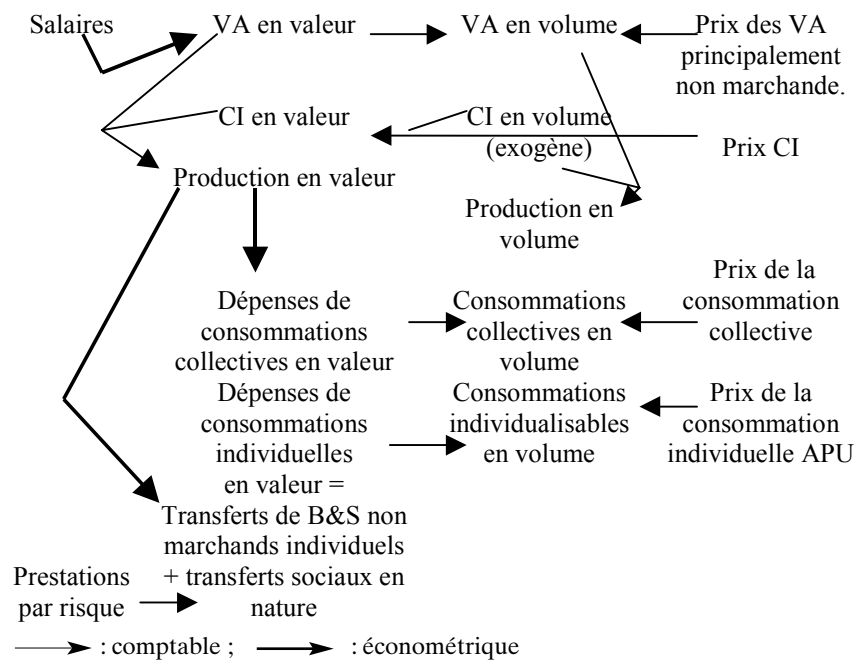 Salaires
VA en valeur
VA en volume
Prix des VA
principalement
non marchande.
CI en valeur
CI en volume
(exogène)
Prix CI
Production en valeur
Production en
volume
Dépenses de
consommations
collectives en valeur
Consommations
collectives en
volume
Prix de la
consommation
collective
Dépenses de
consommations
individuelles
en valeur =
Consommations
individualisables
en volume
Prix de la
consommation
individuelle APU
Transferts de B&S non
marchands individuels
+ transferts sociaux en
nature
Prestations
par risque
: comptable ; : économétrique